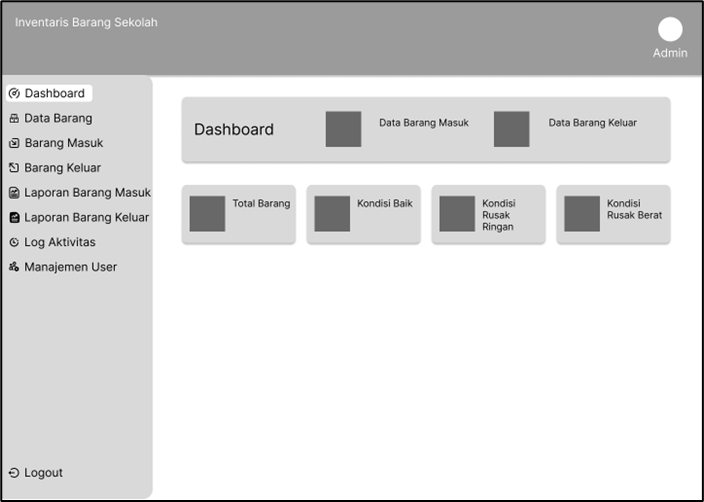 Inventaris Barang Sekolah
Admin
Dashboard
Data Barang
Barang Masuk
Barang Keluar
Laporan Barang Masuk
Laporan Barang Keluar
Log Aktivitas
Manajemen User
Logout
Dashboard
Data Barang Masuk
Data Barang Keluar
Total Barang
Kondisi Baik
Kondisi
Rusak
Ringan
Kondisi
Rusak Berat